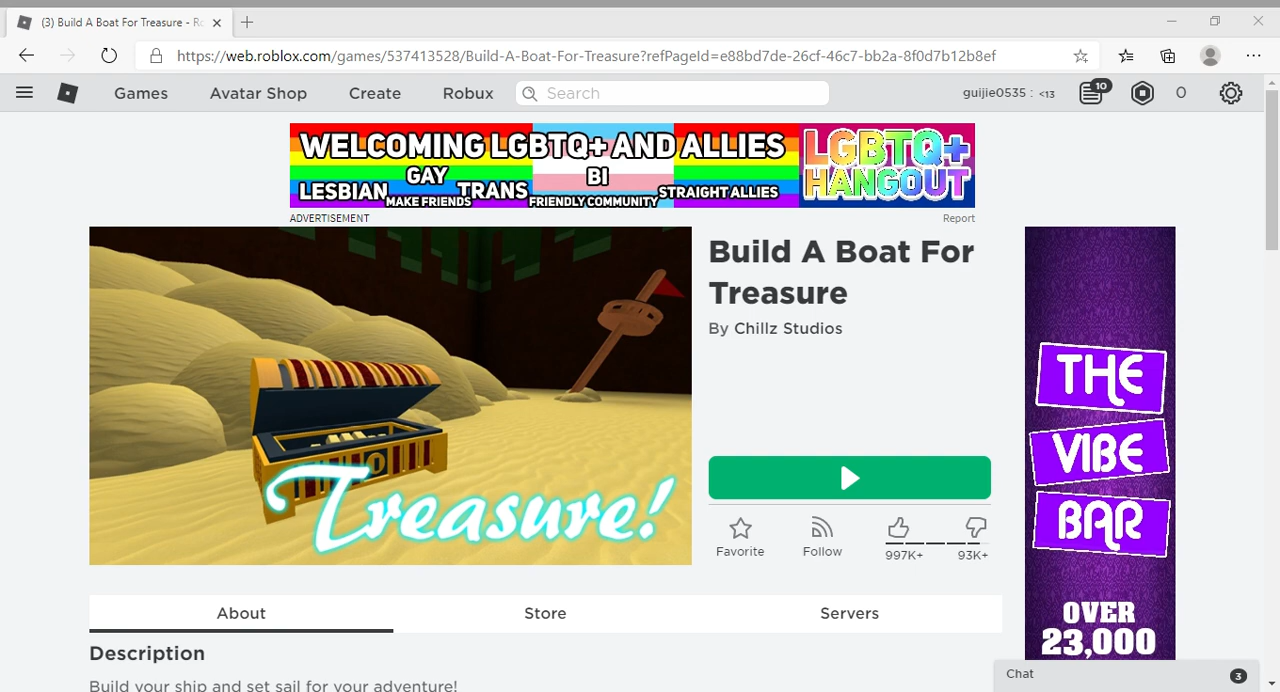 (3) Build A Boat For Treasure - Ro
https://web.roblox.com/games/537413528/Build-A-Boat-For-Treasure?refPageId=e88bd7de-26cf-46c7-bb2a-8f0d7b12b8ef
Games Avatar Shop Create Robux Search guijie0535 : <13 10 0
WELCOMING LGBTQ+ AND ALLIES
GAY BI
LESBIAN TRANS STRAIGHT ALLIES
MAKE FRIENDS FRIENDLY COMMUNITY
LGBTQ+
HANGOUT
ADVERTISEMENT Report
Build A Boat For
Treasure
By Chillz Studios
Treasure!
Favorite Follow 997K+ 93K+
THE
VIBE
BAR
OVER
23,000
About Store Servers
Description
Build your ship and set sail for your adventure!
Chat 3